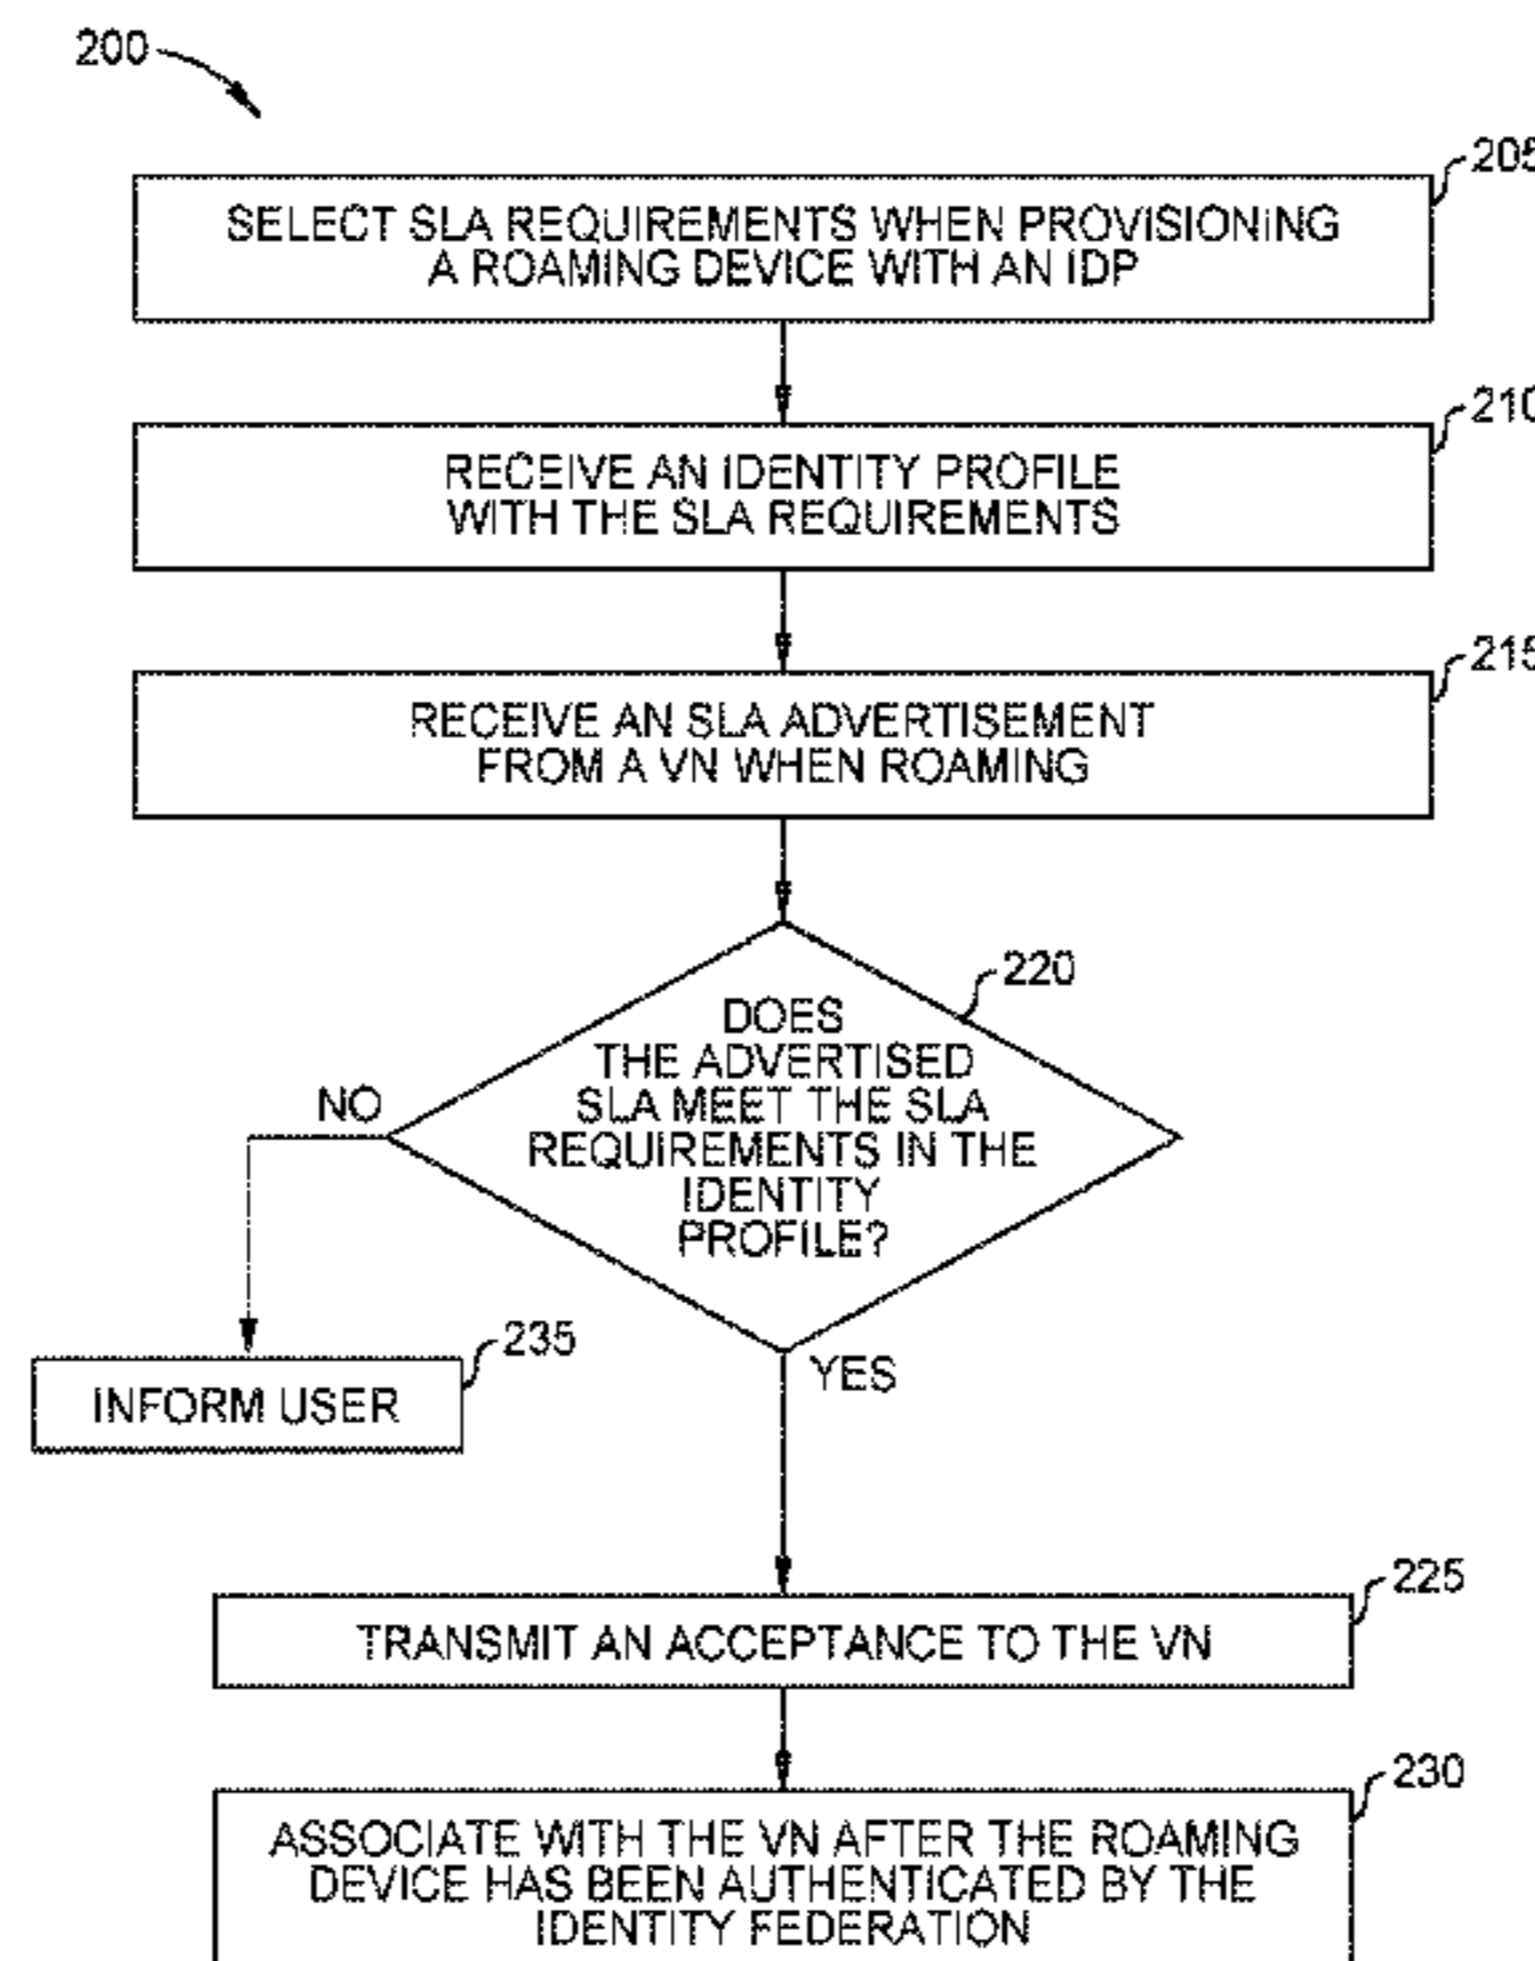 200
205
SELECT SLA REQUIREMENTS WHEN PROVISIONING
A ROAMING DEVICE WITH AN IDP
210
RECEIVE AN IDENTITY PROFILE
WITH THE SLA REQUIREMENTS
215
RECEIVE AN SLA ADVERTISEMENT
FROM A VN WHEN ROAMING
220
DOES
THE ADVERTISED
SLA MEET THE SLA
REQUIREMENTS IN THE
IDENTITY
PROFILE?
NO
YES
235
INFORM USER
225
TRANSMIT AN ACCEPTANCE TO THE VN
230
ASSOCIATE WITH THE VN AFTER THE ROAMING
DEVICE HAS BEEN AUTHENTICATED BY THE
IDENTITY FEDERATION